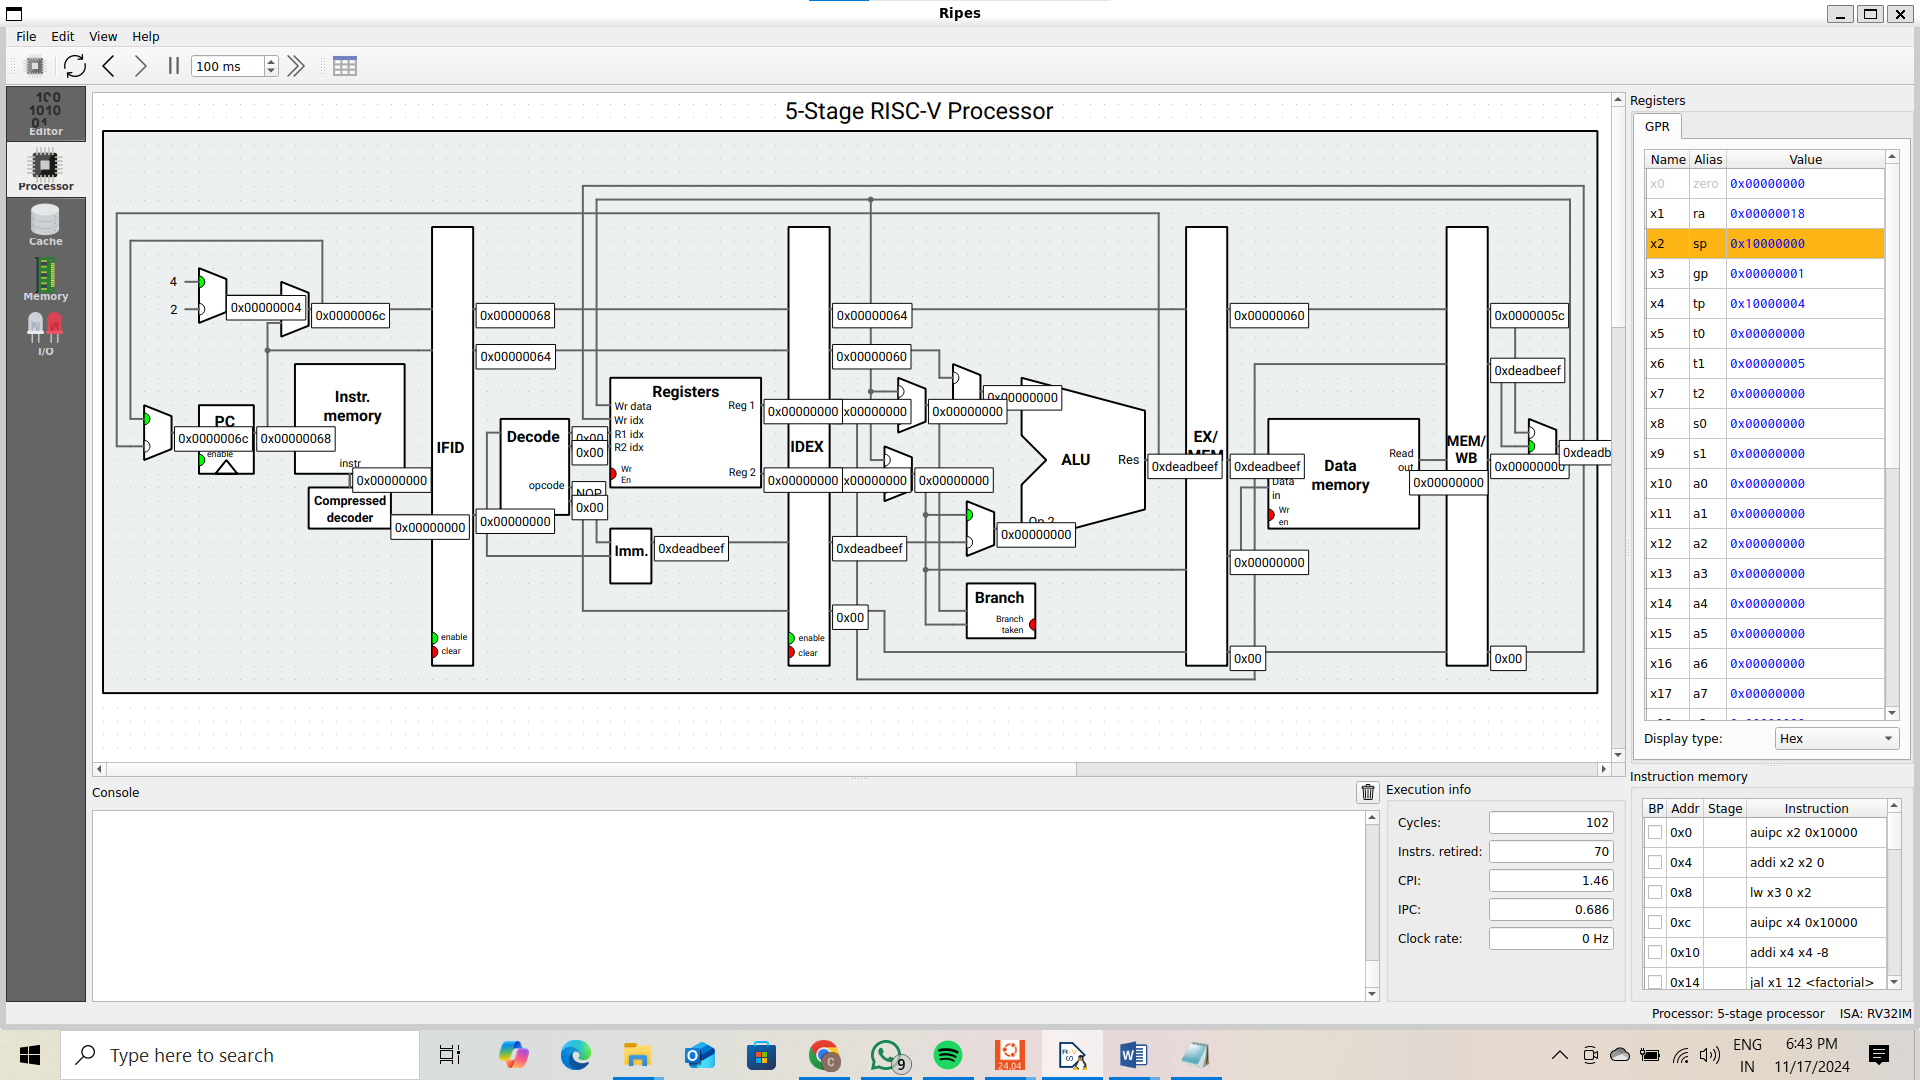 Ripes
File Edit View Help
100 ms
Editor
Processor
Cache
Memory
I/O
5-Stage RISC-V Processor
4
2
0x00000004
0x0000006c
0x00000068
0x00000064
0x00000060
0x0000005c
0x00000064
0x00000060
0xdeadbeef
Instr.
memory
instr
PC
enable
0x0000006c
0x00000068
0x00000000
Compressed
decoder
0x00000000
IFID
enable
clear
0x00000000
Decode
opcode
0x00
0x00
NOP
0x00
Registers
Wr data
Wr idx
R1 idx
R2 idx
Wr
En
Reg 1
Reg 2
0x00000000
0x00000000
Imm.
0xdeadbeef
IDEX
enable
clear
x00000000
x00000000
0xdeadbeef
0x00
0x00000000
0x00000000
0x00000000
0x00000000
ALU
Res
Op 2
Branch
Branch
taken
0xdeadbeef
EX/
MEM
0xdeadbeef
0x00000000
0x00
Data
memory
Data
in
Wr
en
Read
out
0x00000000
MEM/
WB
0x00000000
0x00
0xdeadb
Registers
GPR
Name Alias Value
x0 zero 0x00000000
x1 ra 0x00000018
x2 sp 0x10000000
x3 gp 0x00000001
x4 tp 0x10000004
x5 t0 0x00000000
x6 t1 0x00000005
x7 t2 0x00000000
x8 s0 0x00000000
x9 s1 0x00000000
x10 a0 0x00000000
x11 a1 0x00000000
x12 a2 0x00000000
x13 a3 0x00000000
x14 a4 0x00000000
x15 a5 0x00000000
x16 a6 0x00000000
x17 a7 0x00000000
Display type: Hex
Console
Execution info
Cycles: 102
Instrs. retired: 70
CPI: 1.46
IPC: 0.686
Clock rate: 0 Hz
Instruction memory
BP Addr Stage Instruction
0x0 auipc x2 0x10000
0x4 addi x2 x2 0
0x8 lw x3 0 x2
0xc auipc x4 0x10000
0x10 addi x4 x4 -8
0x14 jal x1 12 <factorial>
Processor: 5-stage processor ISA: RV32IM
Type here to search
9
24.04
ENG
IN
6:43 PM
11/17/2024